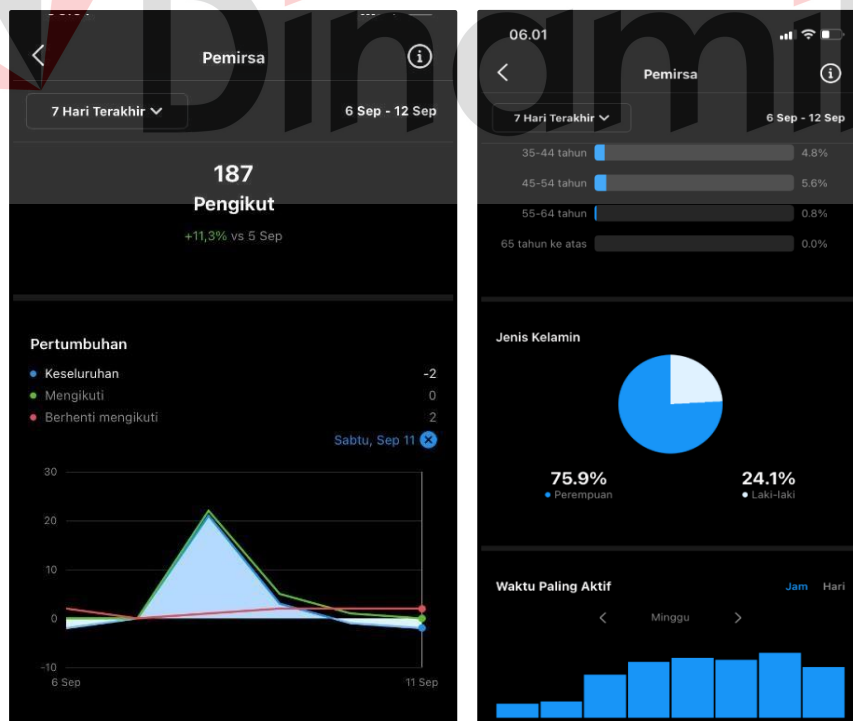 Pemirsa
7 Hari Terakhir
6 Sep - 12 Sep
187
Pengikut
+11,3% vs 5 Sep
Pertumbuhan
Keseluruhan -2
Mengikuti 0
Berhenti mengikuti 2
Sabtu, Sep 11
30
20
10
0
-10
6 Sep 11 Sep
06.01
Pemirsa
7 Hari Terakhir
6 Sep - 12 Sep
35-44 tahun 4.8%
45-54 tahun 5.6%
55-64 tahun 0.8%
65 tahun ke atas 0.0%
Jenis Kelamin
75.9% 24.1%
Perempuan Laki-laki
Waktu Paling Aktif Jam Hari
Minggu